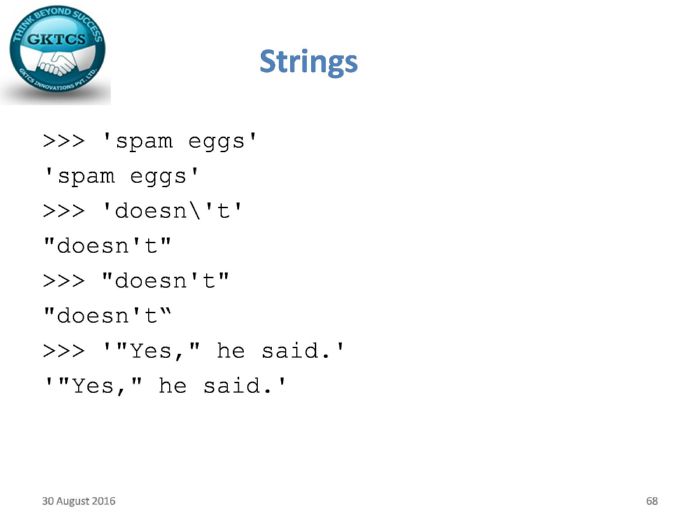 THINK BEYOND SUCCESS
GKTCS
GKTCS INNOVATIONS PVT. LTD.
Strings
>>> 'spam eggs'
'spam eggs'
>>> 'doesn\'t'
"doesn't"
>>> "doesn't"
"doesn't“
>>> '"Yes," he said.'
'"Yes," he said.'
30 August 2016
68